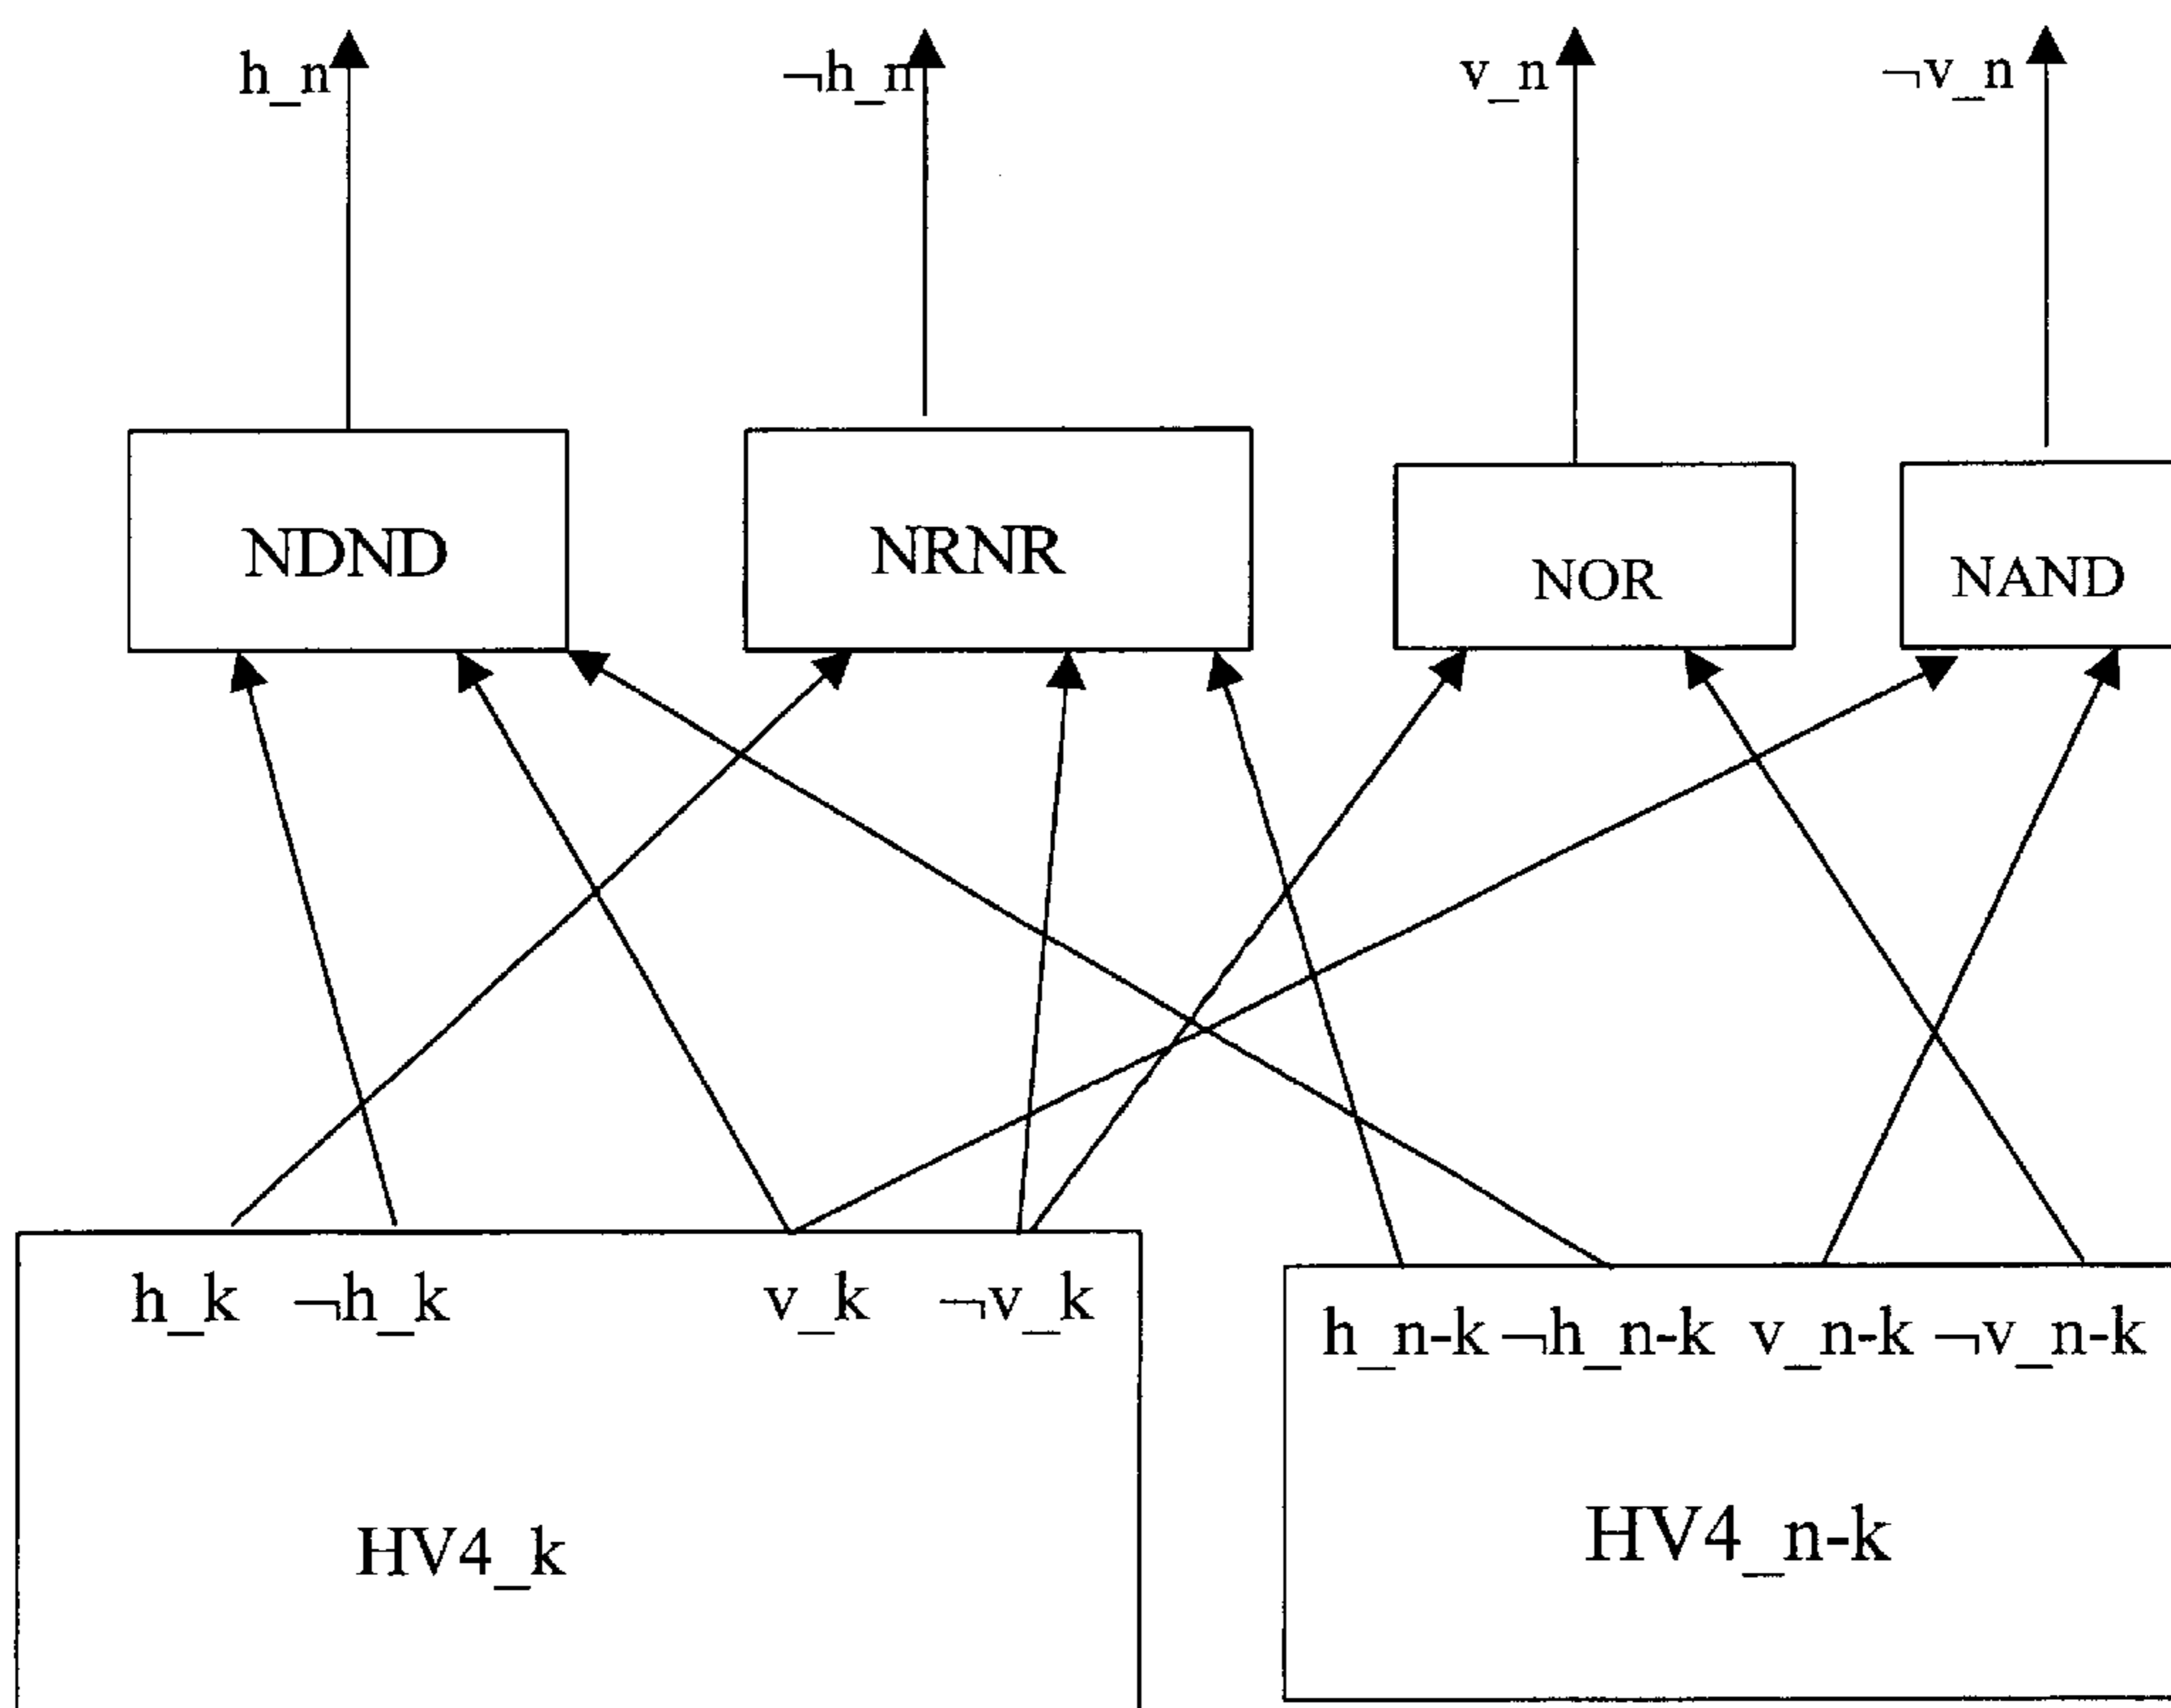 h_n ¬h_n v_n ¬v_n
NDND NRNR NOR NAND
h_k ¬h_k v_k ¬v_k
h_n-k ¬h_n-k v_n-k ¬v_n-k
HV4_k
HV4_n-k